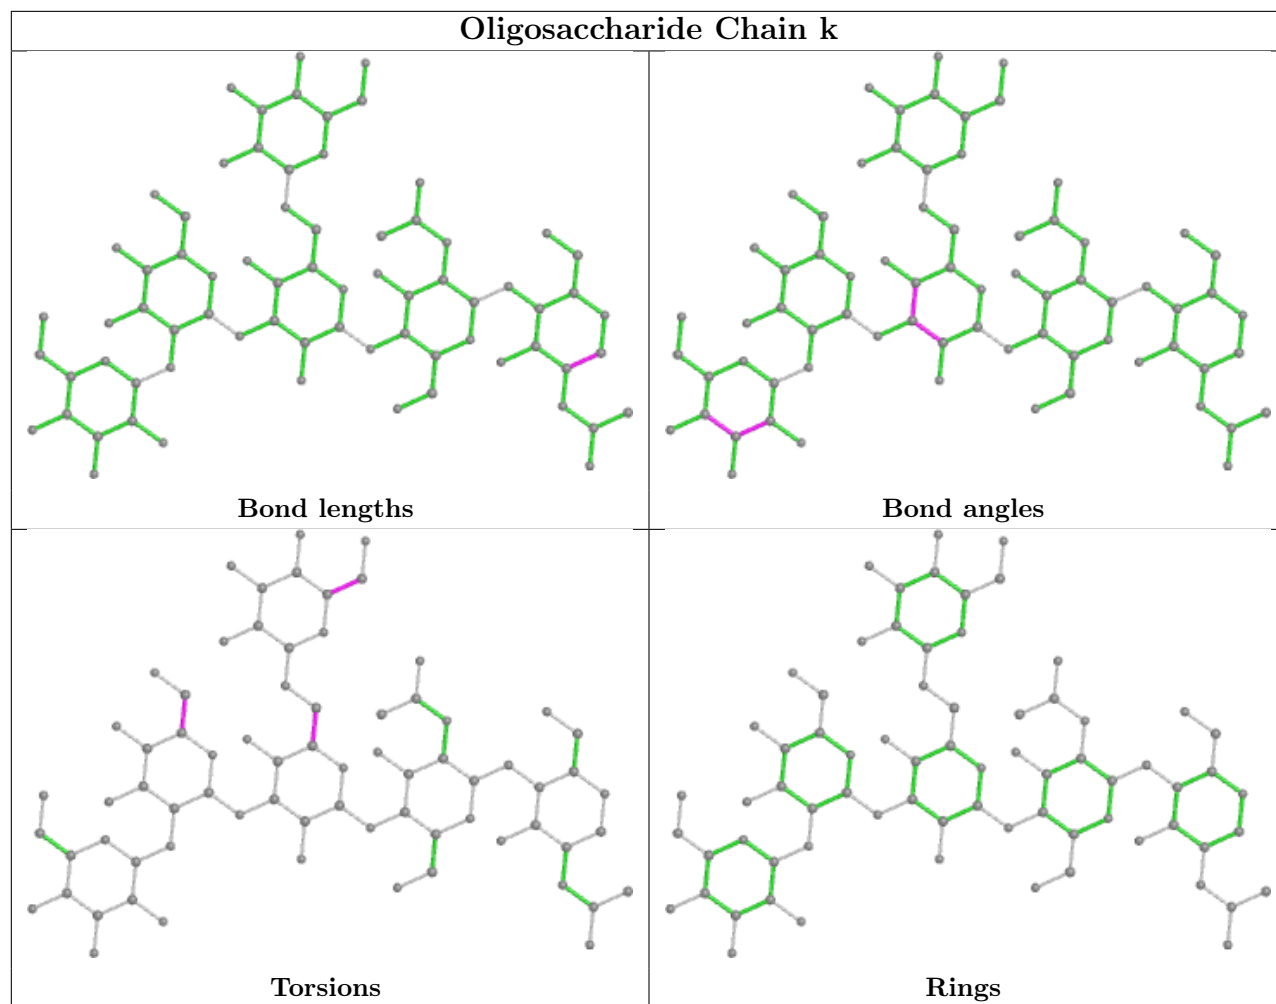 Oligosaccharide Chain k
Bond lengths
Bond angles
Torsions
Rings